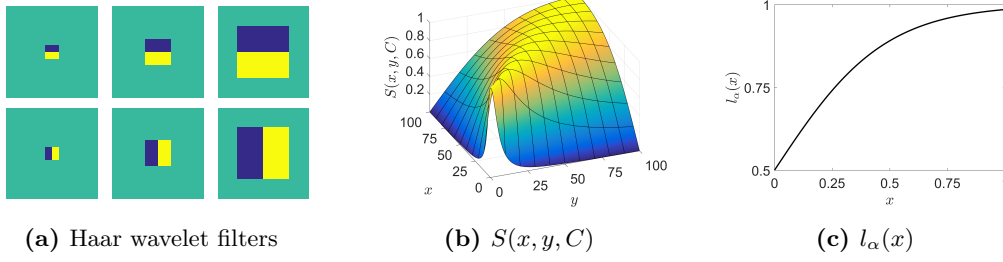 1
0.8
0.6
0.4
0.2
S(x, y, C)
100
75
50
25
0
x
0
25
50
75
100
y
1
0.75
0.5
l_α(x)
0 0.25 0.5 0.75
x
(a) Haar wavelet filters
(b) S(x, y, C)
(c) l_α(x)